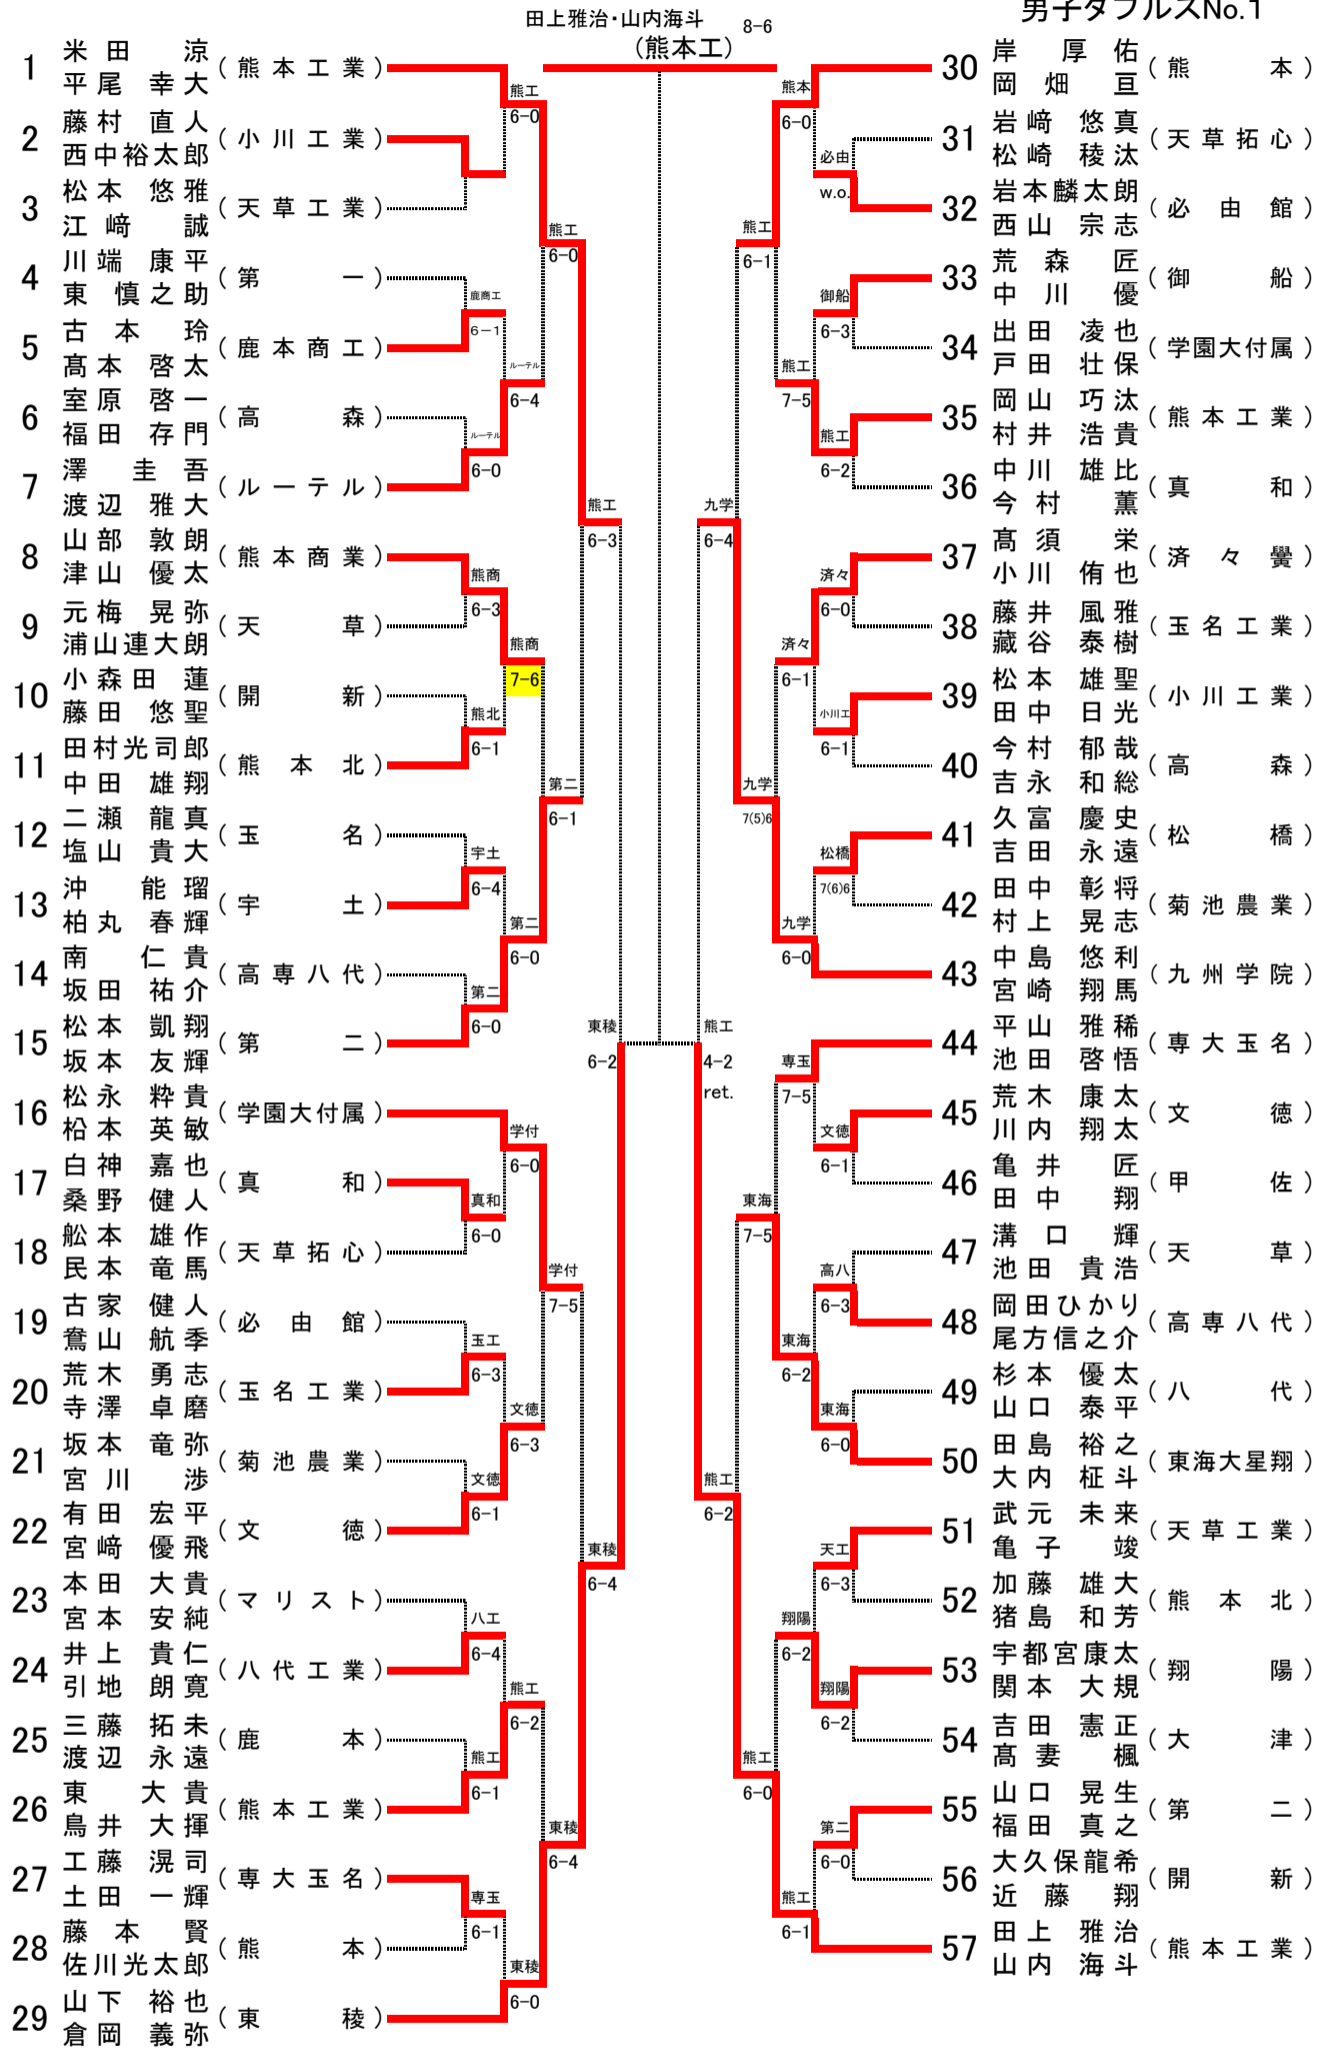 男子ダブルスNo.1
田上雅治・山内海斗 8-6
(熊本工)
1 米田 涼 (熊本工業)
平尾 幸大
2 藤村 直人 (小川工業)
西中裕太郎
3 松本 悠雅 (天草工業)
江﨑 誠
4 川端 康平 (第一)
東 慎之助
5 古本 玲 (鹿本商工)
髙本 啓太
6 室原 啓一 (高森)
福田 存門
7 澤 圭吾 (ルーテル)
渡辺 雅大
8 山部 敦朗 (熊本商業)
津山 優太
9 元梅 晃弥 (天草)
浦山連大朗
10 小森田 蓮 (開新)
藤田 悠聖
11 田村光司郎 (熊本北)
中田 雄翔
12 二瀬 龍真 (玉名)
塩山 貴大
13 沖 能瑠 (宇土)
柏丸 春輝
14 南 仁貴 (高専八代)
坂田 祐介
15 松本 凱翔 (第二)
坂本 友輝
16 松永 粋貴 (学園大付属)
柗本 英敏
17 白神 嘉也 (真和)
桑野 健人
18 舩本 雄作 (天草拓心)
民本 竜馬
19 古家 健人 (必由館)
鴦山 航季
20 荒木 勇志 (玉名工業)
寺澤 卓磨
21 坂本 竜弥 (菊池農業)
宮川 渉
22 有田 宏平 (文徳)
宮﨑 優飛
23 本田 大貴 (マリスト)
宮本 安純
24 井上 貴仁 (八代工業)
引地 朗寛
25 三藤 拓未 (鹿本)
渡辺 永遠
26 東 大貴 (熊本工業)
鳥井 大揮
27 工藤 滉司 (専大玉名)
土田 一輝
28 藤本 賢 (熊本)
佐川光太郎
29 山下 裕也 (東稜)
倉岡 義弥
熊工
6-0
鹿商工
6-1
ルーテル
6-4
ルーテル
6-0
熊工
6-0
熊商
6-3
熊商
7-6
熊北
6-1
第二
6-1
宇土
6-4
第二
6-0
第二
6-0
熊工
6-3
東稜
6-2
学付
6-0
真和
6-0
学付
7-5
玉工
6-3
文徳
6-3
文徳
6-1
東稜
6-4
八工
6-4
熊工
6-2
熊工
6-1
東稜
6-4
専玉
6-1
東稜
6-0
熊本
6-0
必由
w.o.
熊工
6-1
御船
6-3
熊工
7-5
熊工
6-2
九学
6-4
済々
6-0
済々
6-1
小川工
6-1
九学
7(5)6
松橋
7(6)6
九学
6-0
熊工
4-2
ret.
専玉
7-5
文徳
6-1
東海
7-5
高八
6-3
東海
6-2
東海
6-0
熊工
6-2
天工
6-3
翔陽
6-2
翔陽
6-2
熊工
6-0
第二
6-0
熊工
6-1
30 岸 厚佑 (熊本)
岡畑 亘
31 岩﨑 悠真 (天草拓心)
松崎 稜汰
32 岩本麟太朗 (必由館)
西山 宗志
33 荒森 匠 (御船)
中川 優
34 出田 凌也 (学園大付属)
戸田 壮保
35 岡山 巧汰 (熊本工業)
村井 浩貴
36 中川 雄比 (真和)
今村 薫
37 髙須 栄 (済々黌)
小川 侑也
38 藤井 風雅 (玉名工業)
藏谷 泰樹
39 松本 雄聖 (小川工業)
田中 日光
40 今村 郁哉 (高森)
吉永 和総
41 久富 慶史 (松橋)
吉田 永遠
42 田中 彰将 (菊池農業)
村上 晃志
43 中島 悠利 (九州学院)
宮崎 翔馬
44 平山 雅稀 (専大玉名)
池田 啓悟
45 荒木 康太 (文徳)
川内 翔太
46 亀井 匠 (甲佐)
田中 翔
47 溝口 輝 (天草)
池田 貴浩
48 岡田ひかり (高専八代)
尾方信之介
49 杉本 優太 (八代)
山口 泰平
50 田島 裕之 (東海大星翔)
大内 柾斗
51 武元 未来 (天草工業)
亀子 竣
52 加藤 雄大 (熊本北)
猪島 和芳
53 宇都宮康太 (翔陽)
関本 大規
54 吉田 憲正 (大津)
髙妻 楓
55 山口 晃生 (第二)
福田 真之
56 大久保龍希 (開新)
近藤 翔
57 田上 雅治 (熊本工業)
山内 海斗